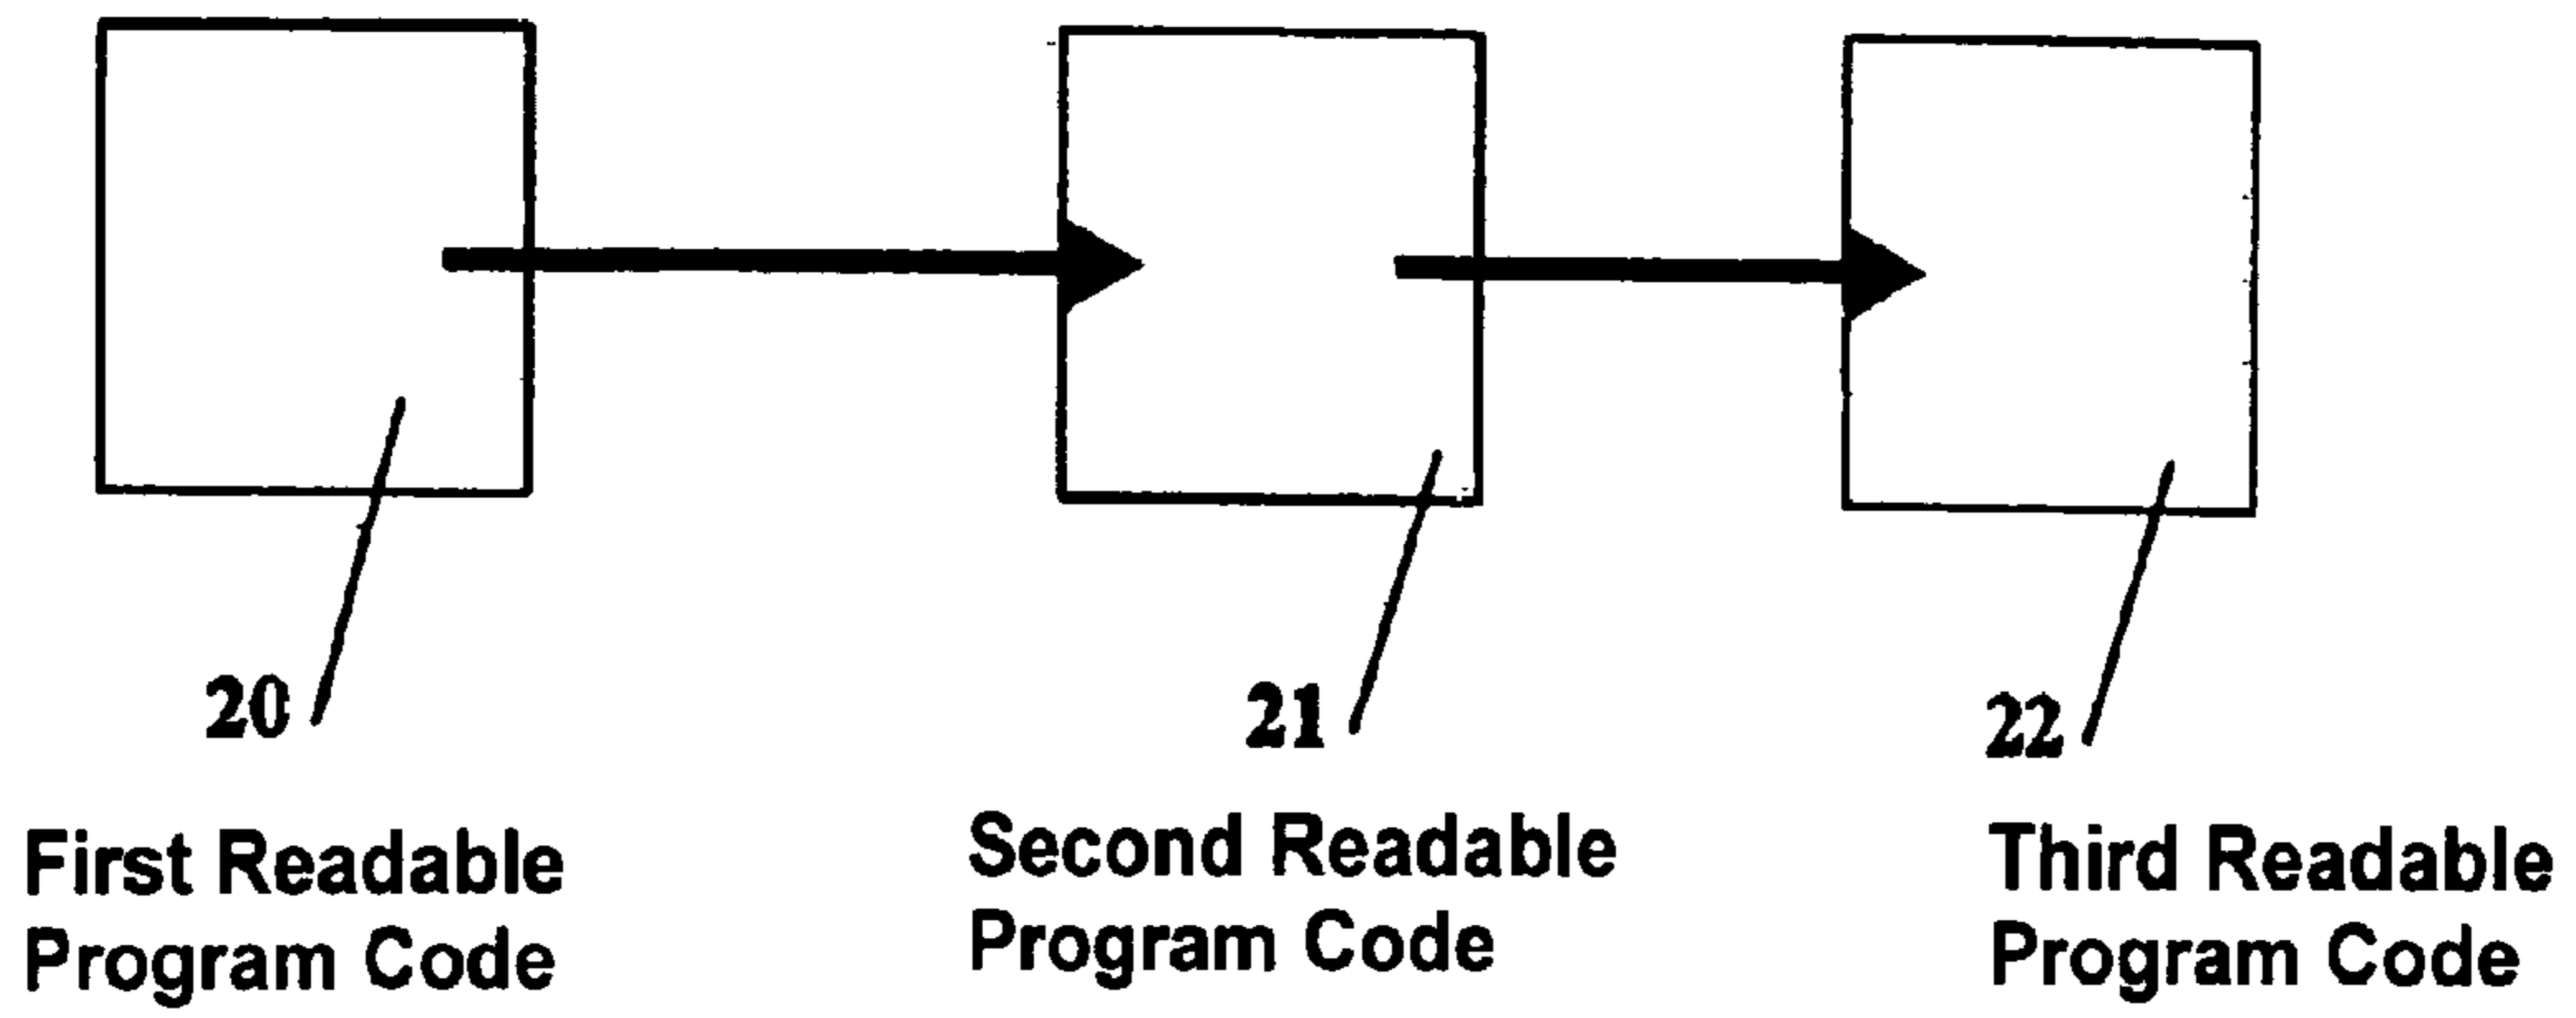 20
21
22
First Readable
Program Code
Second Readable
Program Code
Third Readable
Program Code